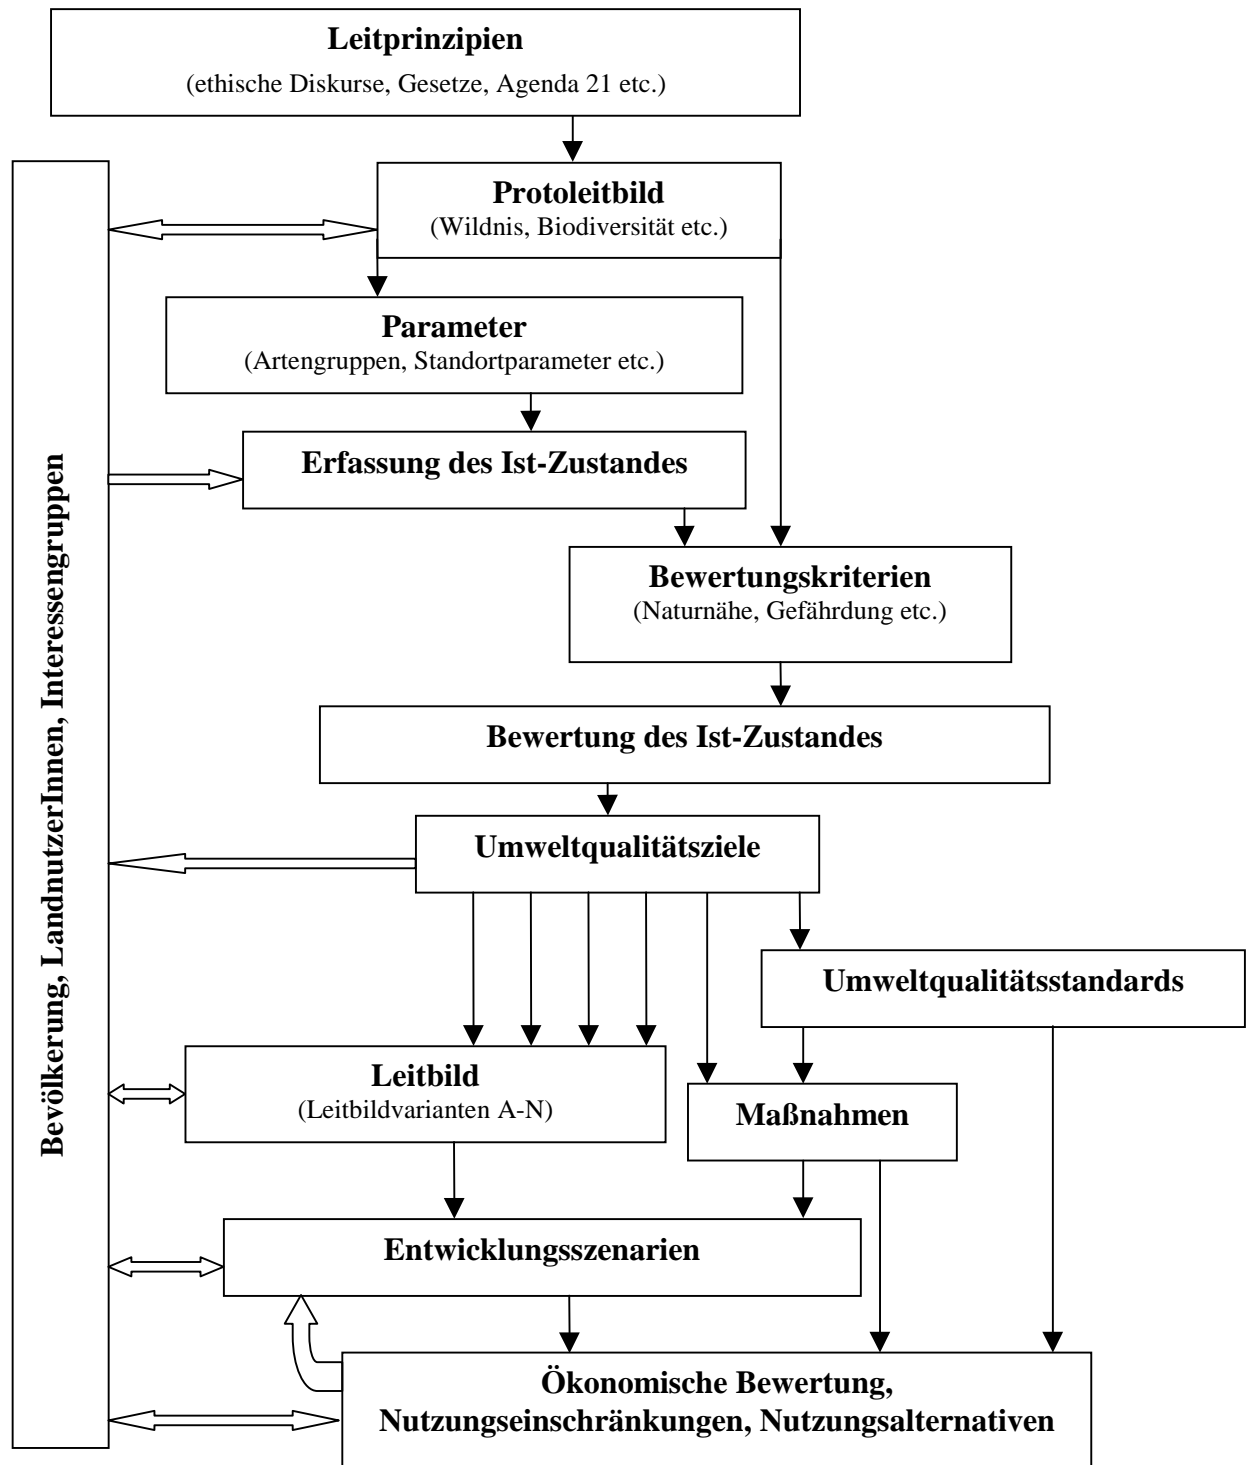 Leitprinzipien
(ethische Diskurse, Gesetze, Agenda 21 etc.)
Protoleitbild
(Wildnis, Biodiversität etc.)
Parameter
(Artengruppen, Standortparameter etc.)
Erfassung des Ist-Zustandes
Bewertungskriterien
(Naturnähe, Gefährdung etc.)
Bewertung des Ist-Zustandes
Umweltqualitätsziele
Umweltqualitätsstandards
Leitbild
(Leitbildvarianten A-N)
Maßnahmen
Entwicklungsszenarien
Ökonomische Bewertung,
Nutzungseinschränkungen, Nutzungsalternativen
Bevölkerung, LandnutzerInnen, Interessengruppen